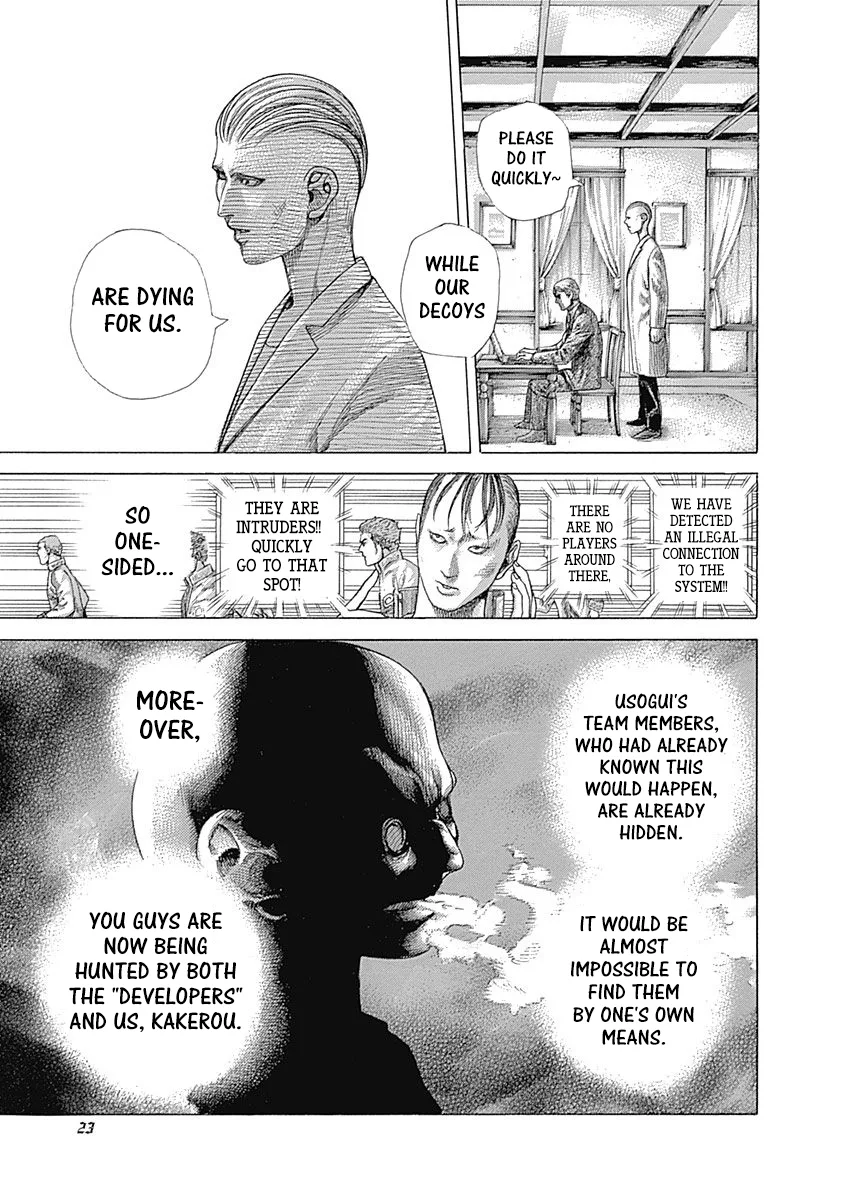 PLEASE
DO IT
QUICKLY~
WHILE
OUR
DECOYS
ARE DYING
FOR US.
WE HAVE
DETECTED
AN ILLEGAL
CONNECTION
TO THE
SYSTEM!!
THERE
ARE NO
PLAYERS
AROUND
THERE,
THEY ARE
INTRUDERS!!
QUICKLY
GO TO THAT
SPOT!
SO
ONE-
SIDED...
USOGUI'S
TEAM MEMBERS,
WHO HAD ALREADY
KNOWN THIS
WOULD HAPPEN,
ARE ALREADY
HIDDEN.
IT WOULD BE
ALMOST
IMPOSSIBLE TO
FIND THEM
BY ONE'S OWN
MEANS.
MORE-
OVER,
YOU GUYS ARE
NOW BEING
HUNTED BY BOTH
THE "DEVELOPERS"
AND US, KAKEROU.
23